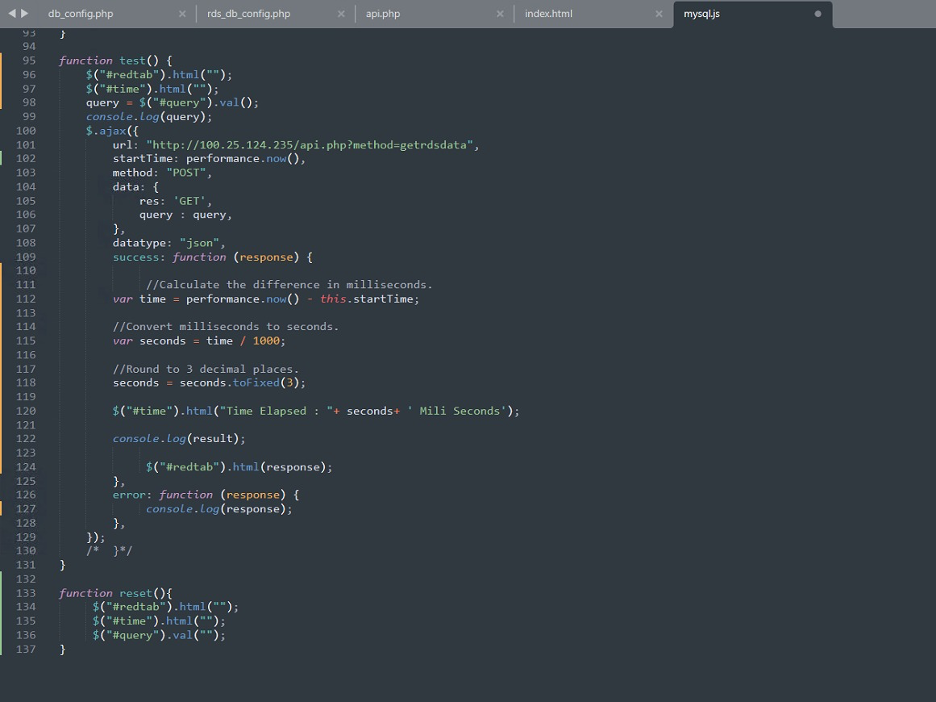 db_config.php × rds_db_config.php × api.php × index.html × mysql.js
93 }
94
95 function test() {
96 $("#redtab").html("");
97 $("#time").html("");
98 query = $("#query").val();
99 console.log(query);
100 $.ajax({
101 url: "http://100.25.124.235/api.php?method=getrdsdata",
102 startTime: performance.now(),
103 method: "POST",
104 data: {
105 res: 'GET',
106 query : query,
107 },
108 datatype: "json",
109 success: function (response) {
110
111 //Calculate the difference in milliseconds.
112 var time = performance.now() - this.startTime;
113
114 //Convert milliseconds to seconds.
115 var seconds = time / 1000;
116
117 //Round to 3 decimal places.
118 seconds = seconds.toFixed(3);
119
120 $("#time").html("Time Elapsed : "+ seconds+ ' Mili Seconds');
121
122 console.log(result);
123
124 $("#redtab").html(response);
125 },
126 error: function (response) {
127 console.log(response);
128 },
129 });
130 /* }*/
131 }
132
133 function reset(){
134 $("#redtab").html("");
135 $("#time").html("");
136 $("#query").val("");
137 }